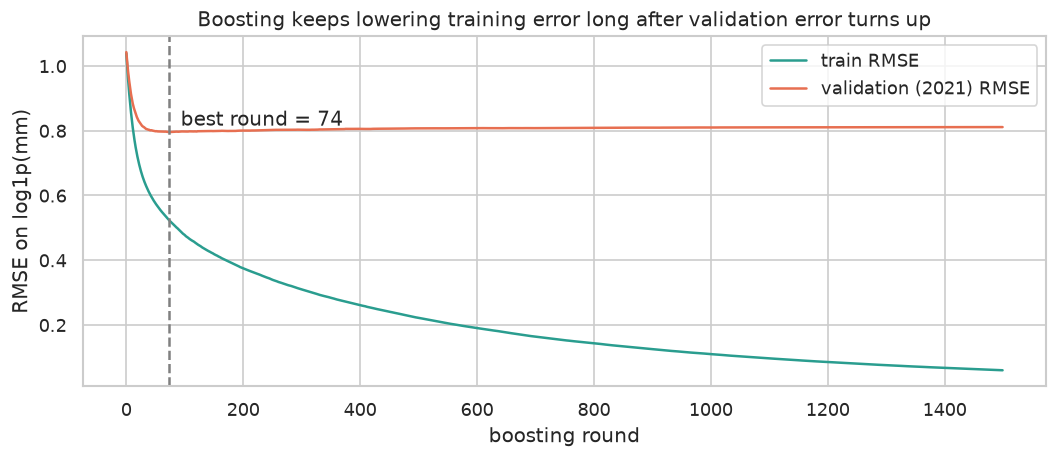 Boosting keeps lowering training error long after validation error turns up
train RMSE
validation (2021) RMSE
best round = 74
RMSE on log1p(mm)
1.0
0.8
0.6
0.4
0.2
0 200 400 600 800 1000 1200 1400
boosting round